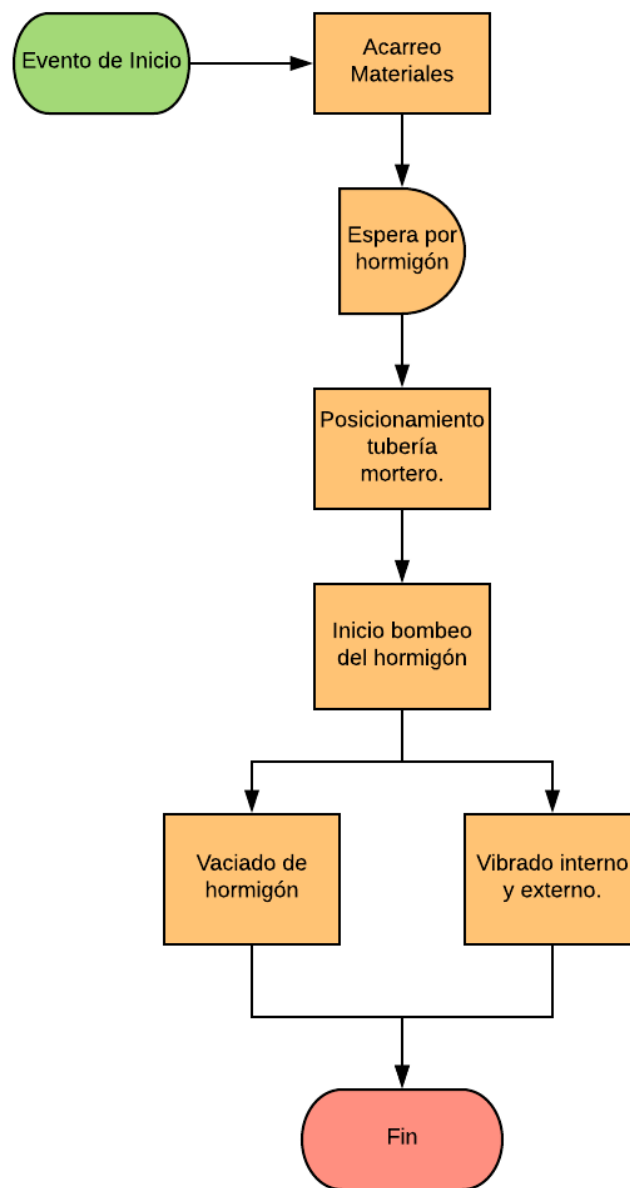 Evento de Inicio
Acarreo
Materiales
Espera por
hormigón
Posicionamiento
tubería
mortero.
Inicio bombeo
del hormigón
Vaciado de
hormigón
Vibrado interno
y externo.
Fin